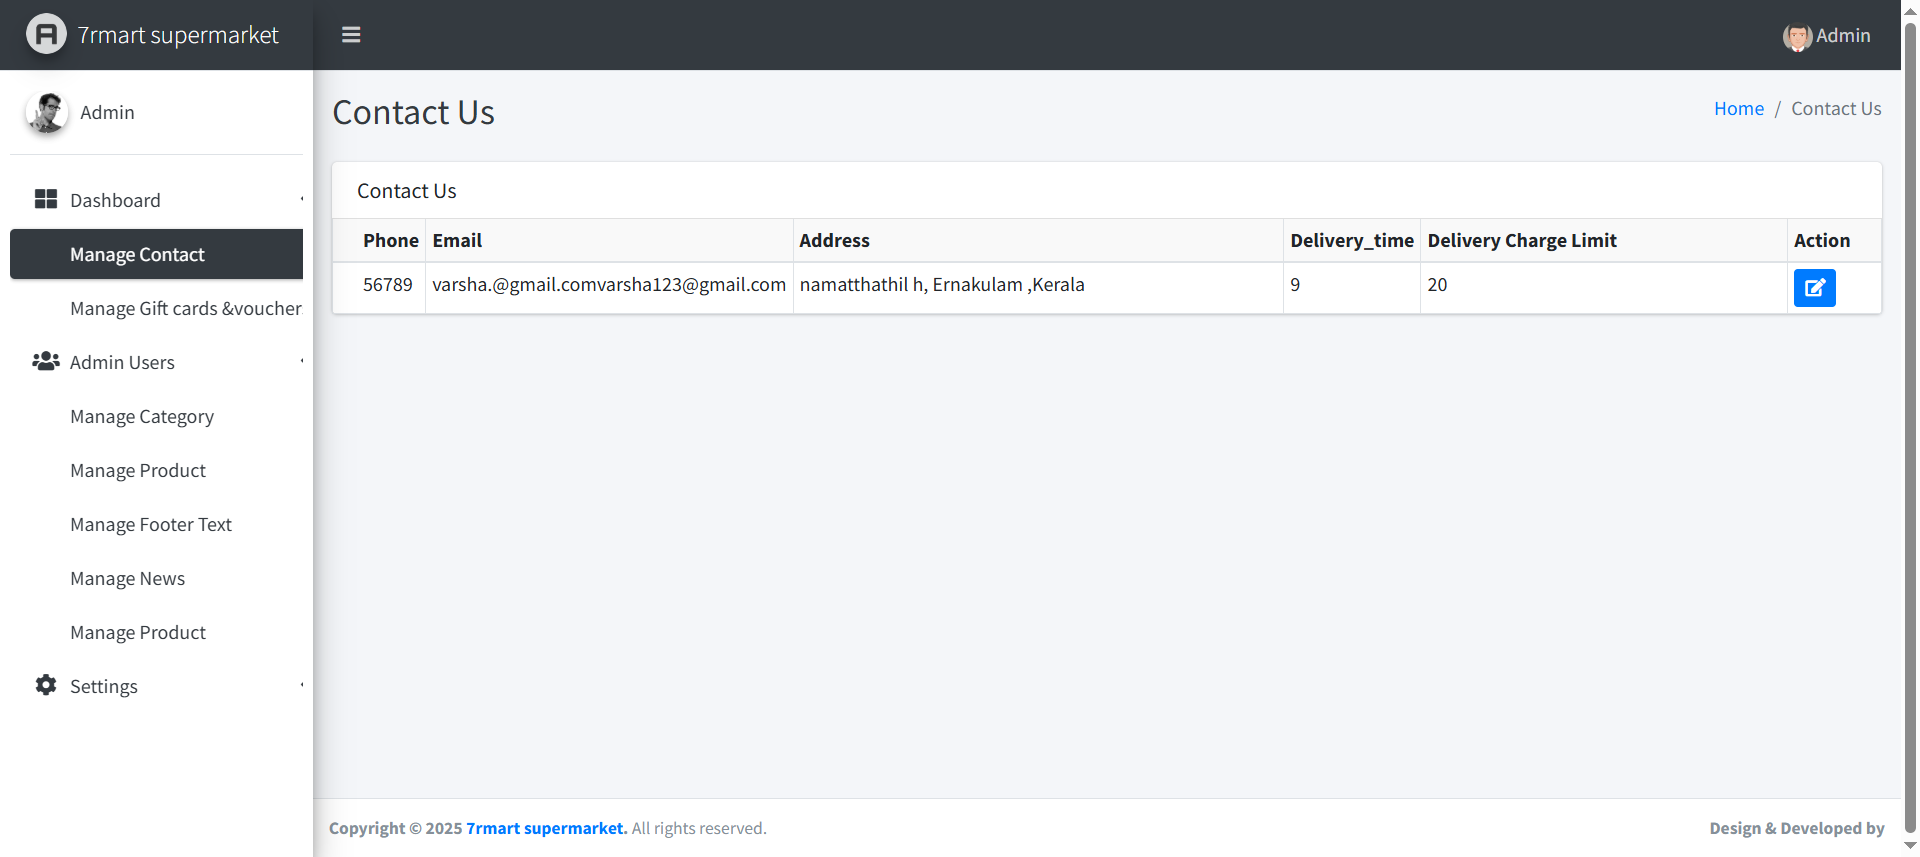 7rmart supermarket
Admin
Admin
Contact Us
Home / Contact Us
Dashboard
Manage Contact
Manage Gift cards &voucher
Admin Users
Manage Category
Manage Product
Manage Footer Text
Manage News
Manage Product
Settings
Contact Us
Phone Email Address Delivery_time Delivery Charge Limit Action
56789 varsha.@gmail.comvarsha123@gmail.com namatthathil h, Ernakulam ,Kerala 9 20
Copyright © 2025 7rmart supermarket. All rights reserved.
Design & Developed by